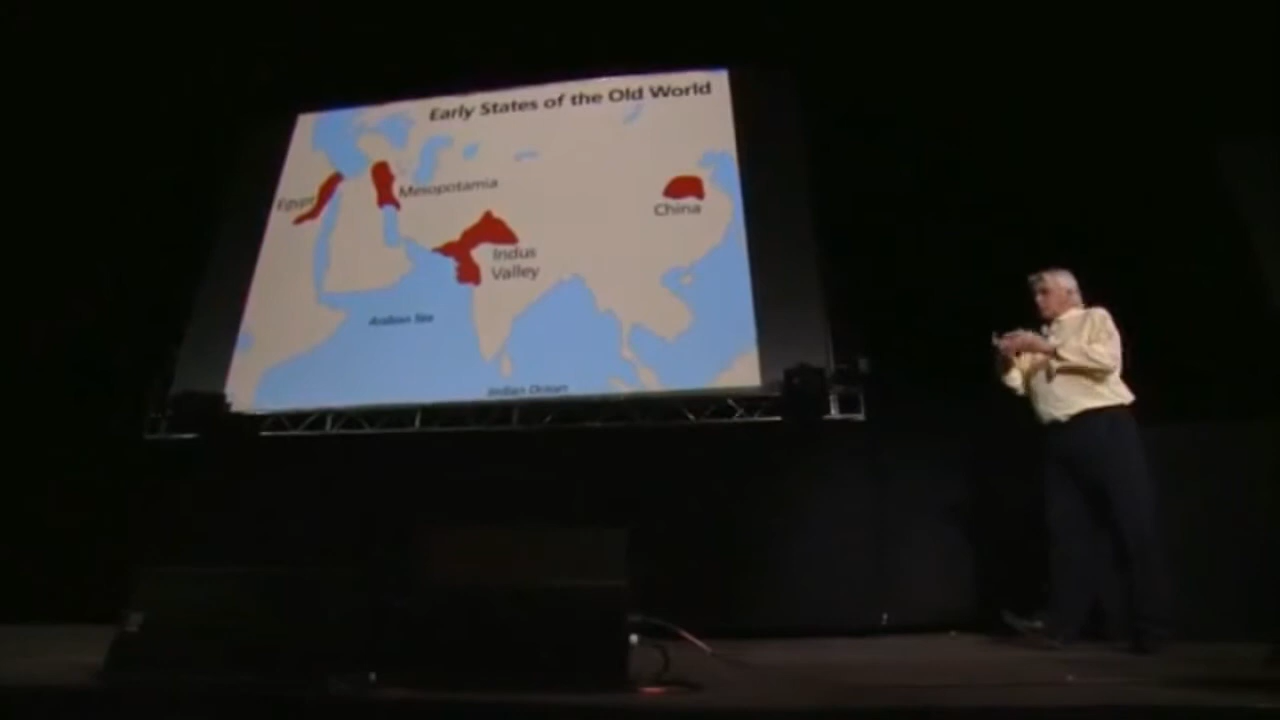 Early States of the Old World
Egypt
Mesopotamia
China
Indus
Valley
Arabian Sea
Indian Ocean